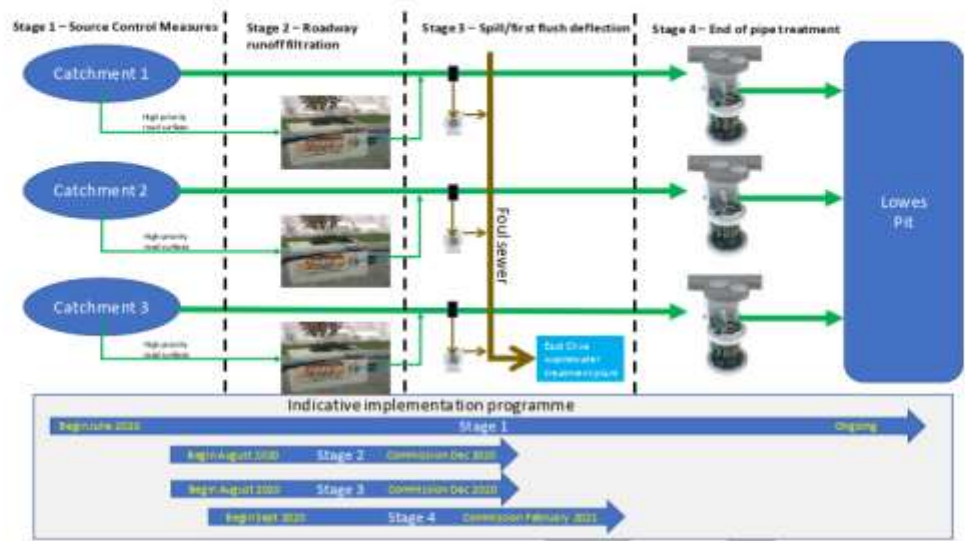 Stage 1 – Source Control Measures
Stage 2 – Roadway
runoff filtration
Stage 3 – Spill/first flush deflection
Stage 4 – End of pipe treatment
Catchment 1
High priority
road surfaces
Catchment 2
High priority
road surfaces
Catchment 3
High priority
road surfaces
Foul sewer
East Clive
wastewater
treatment plant
Lowes
Pit
Indicative implementation programme
Begin June 2020
Stage 1
Ongoing
Begin August 2020
Stage 2
Commission Dec 2020
Begin August 2020
Stage 3
Commission Dec 2020
Begin Sept 2020
Stage 4
Commission February 2021